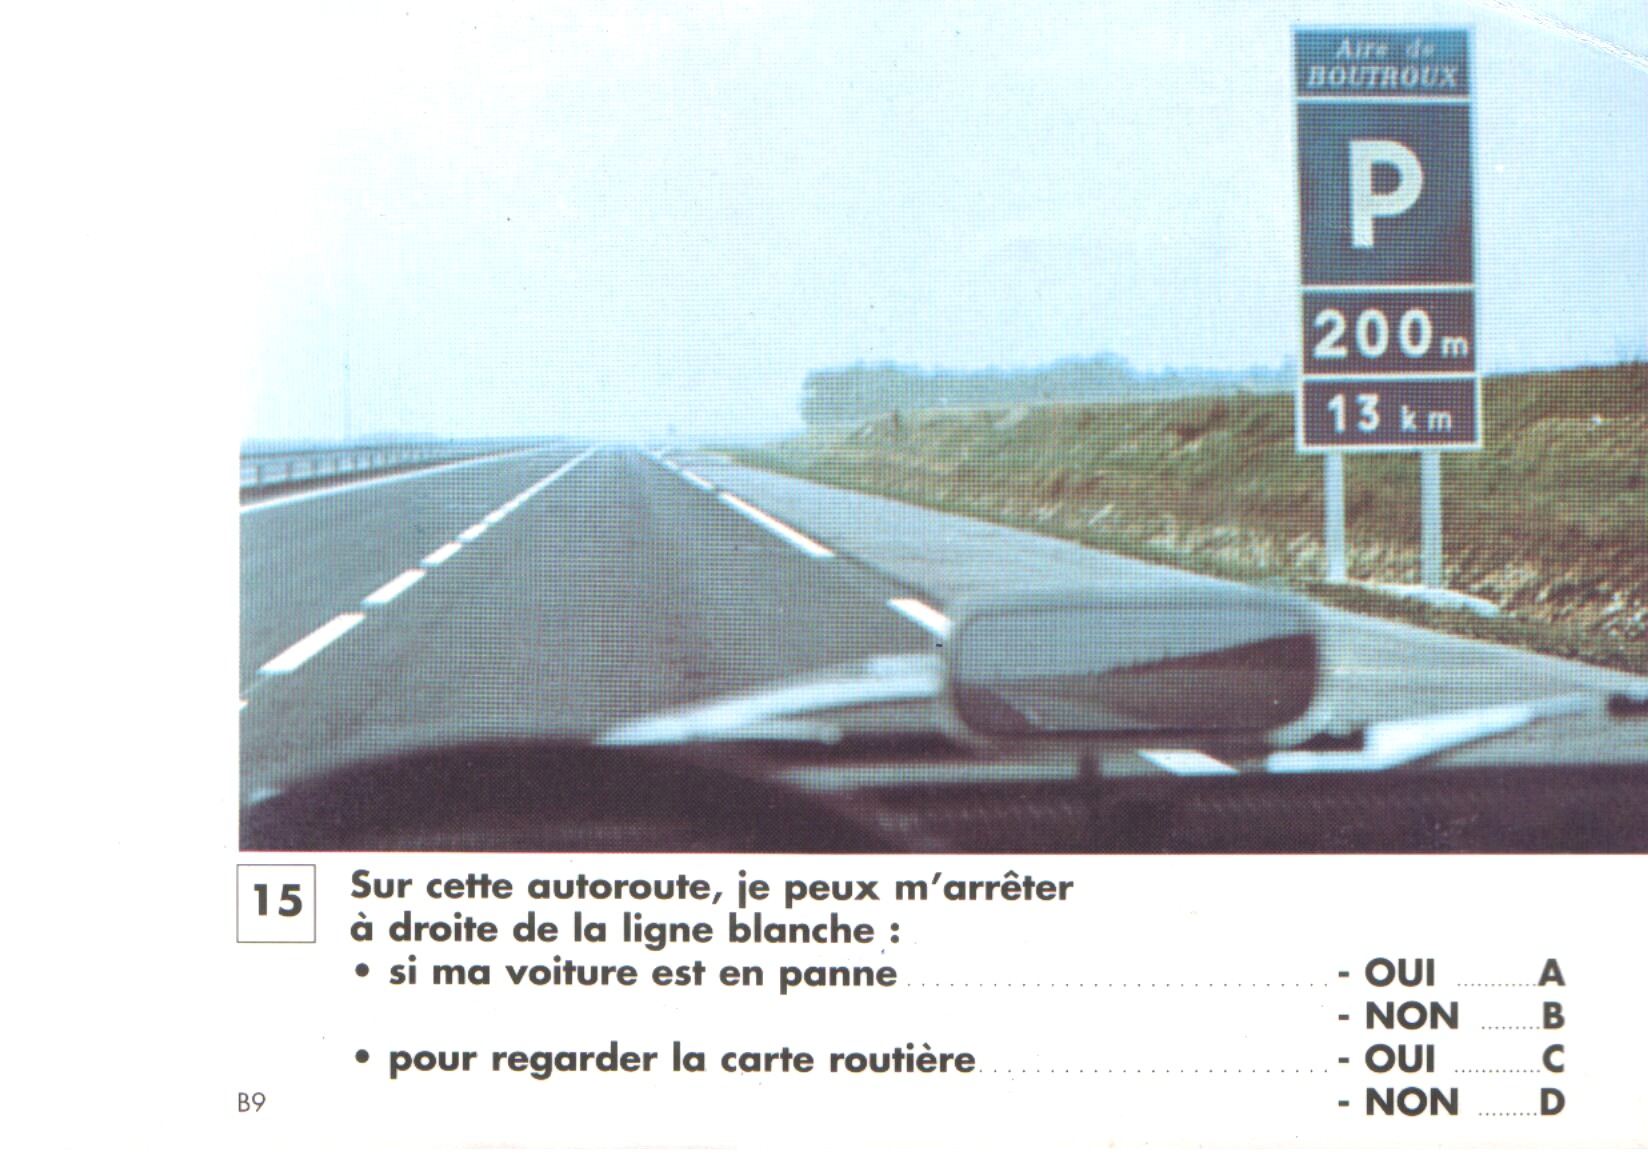 Aire de
BOUTROUX
P
200 m
13 km
15 Sur cette autoroute, je peux m'arrêter
à droite de la ligne blanche :
• si ma voiture est en panne - OUI A
- NON B
• pour regarder la carte routière - OUI C
- NON D
B9